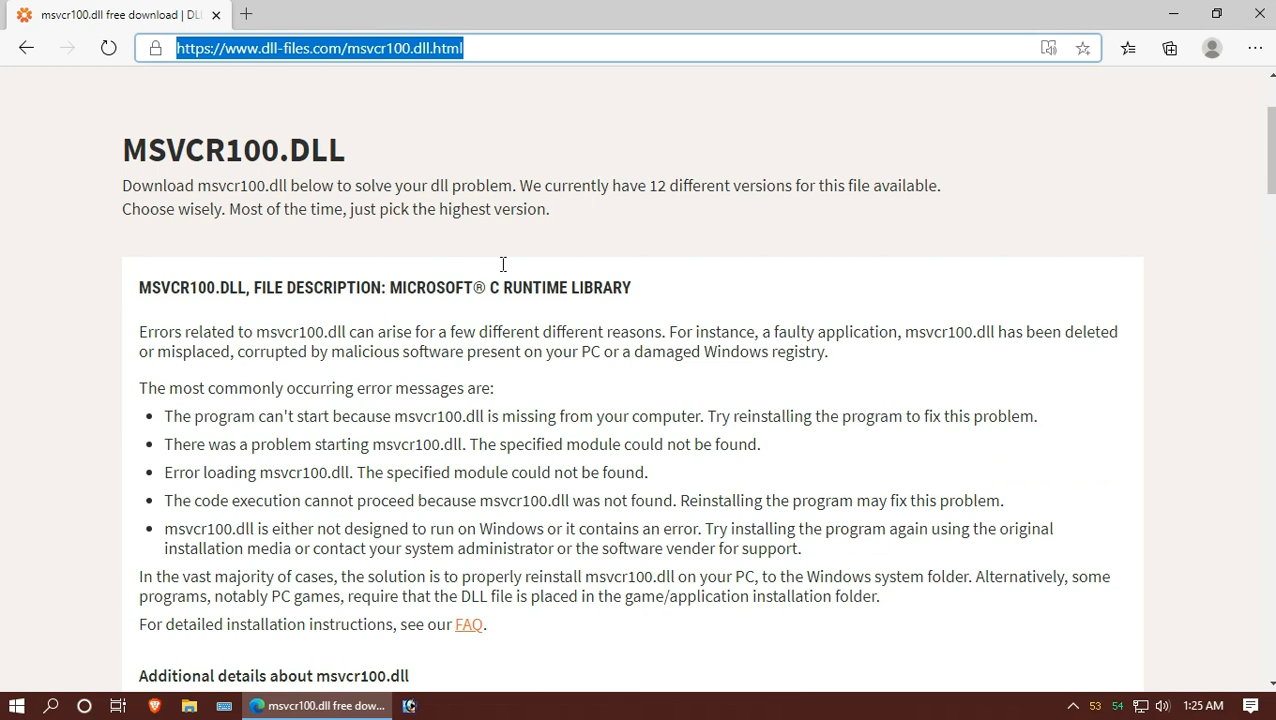 msvcr100.dll free download | DLL
https://www.dll-files.com/msvcr100.dll.html
MSVCR100.DLL
Download msvcr100.dll below to solve your dll problem. We currently have 12 different versions for this file available.
Choose wisely. Most of the time, just pick the highest version.
MSVCR100.DLL, FILE DESCRIPTION: MICROSOFT® C RUNTIME LIBRARY
Errors related to msvcr100.dll can arise for a few different different reasons. For instance, a faulty application, msvcr100.dll has been deleted
or misplaced, corrupted by malicious software present on your PC or a damaged Windows registry.
The most commonly occurring error messages are:
• The program can't start because msvcr100.dll is missing from your computer. Try reinstalling the program to fix this problem.
• There was a problem starting msvcr100.dll. The specified module could not be found.
• Error loading msvcr100.dll. The specified module could not be found.
• The code execution cannot proceed because msvcr100.dll was not found. Reinstalling the program may fix this problem.
• msvcr100.dll is either not designed to run on Windows or it contains an error. Try installing the program again using the original
installation media or contact your system administrator or the software vender for support.
In the vast majority of cases, the solution is to properly reinstall msvcr100.dll on your PC, to the Windows system folder. Alternatively, some
programs, notably PC games, require that the DLL file is placed in the game/application installation folder.
For detailed installation instructions, see our FAQ.
Additional details about msvcr100.dll
msvcr100.dll free dow... 53 54 1:25 AM